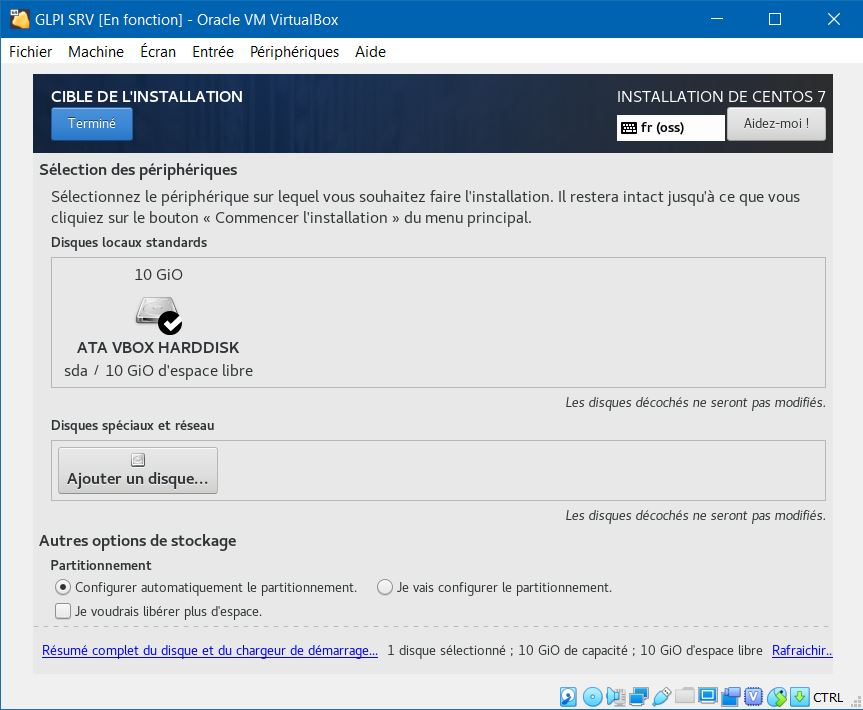 GLPI SRV [En fonction] - Oracle VM VirtualBox
Fichier Machine Écran Entrée Périphériques Aide
CIBLE DE L'INSTALLATION
INSTALLATION DE CENTOS 7
Terminé
fr (oss)
Aidez-moi !
Sélection des périphériques
Sélectionnez le périphérique sur lequel vous souhaitez faire l'installation. Il restera intact jusqu'à ce que vous
cliquiez sur le bouton « Commencer l'installation » du menu principal.
Disques locaux standards
10 GiO
ATA VBOX HARDDISK
sda / 10 GiO d'espace libre
Les disques décochés ne seront pas modifiés.
Disques spéciaux et réseau
Ajouter un disque...
Les disques décochés ne seront pas modifiés.
Autres options de stockage
Partitionnement
Configurer automatiquement le partitionnement. Je vais configurer le partitionnement.
Je voudrais libérer plus d'espace.
Résumé complet du disque et du chargeur de démarrage... 1 disque sélectionné ; 10 GiO de capacité ; 10 GiO d'espace libre Rafraichir..
CTRL